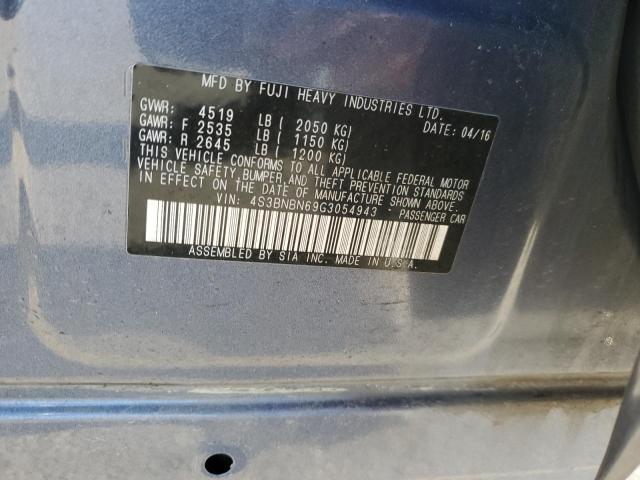 MFD BY FUJI HEAVY INDUSTRIES LTD.
GVWR: 4519 LB ( 2050 KG) DATE: 04/16
GAWR: F 2535 LB ( 1150 KG)
GAWR: R 2645 LB ( 1200 KG)
THIS VEHICLE CONFORMS TO ALL APPLICABLE FEDERAL MOTOR
VEHICLE SAFETY, BUMPER, AND THEFT PREVENTION STANDARDS
IN EFFECT ON THE DATE OF MANUFACTURE SHOWN ABOVE.
VIN: 4S3BNBN69G3054943 PASSENGER CAR
ASSEMBLED BY SIA INC. MADE IN U.S.A.